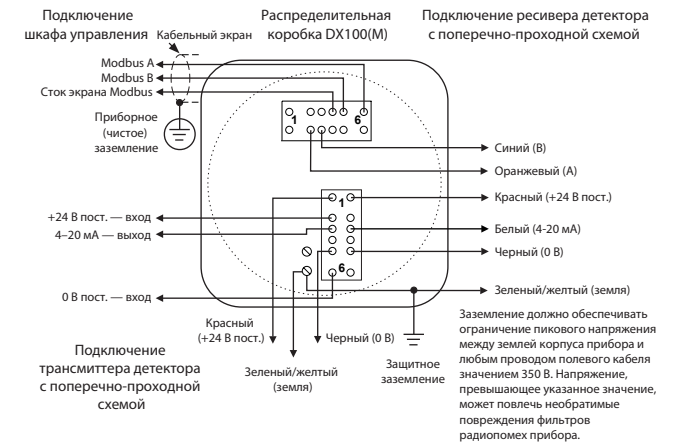 Подключение
шкафа управления
Кабельный экран
Распределительная
коробка DX100(M)
Подключение ресивера детектора
с поперечно-проходной схемой
Modbus A
Modbus B
Сток экрана Modbus
Приборное
(чистое)
заземление
1
6
Синий (B)
Оранжевый (A)
Красный (+24 В пост.)
1
+24 В пост. — вход
4–20 мА — выход
Белый (4-20 мА)
Черный (0 В)
6
0 В пост. — вход
Зеленый/желтый (земля)
Красный
(+24 В пост.)
Черный (0 В)
Зеленый/желтый
(земля)
Защитное
заземление
Подключение
трансмиттера детектора
с поперечно-проходной
схемой
Заземление должно обеспечивать
ограничение пикового напряжения
между землей корпуса прибора и
любым проводом полевого кабеля
значением 350 В. Напряжение,
превышающее указанное значение,
может повлечь необратимые
повреждения фильтров
радиопомех прибора.